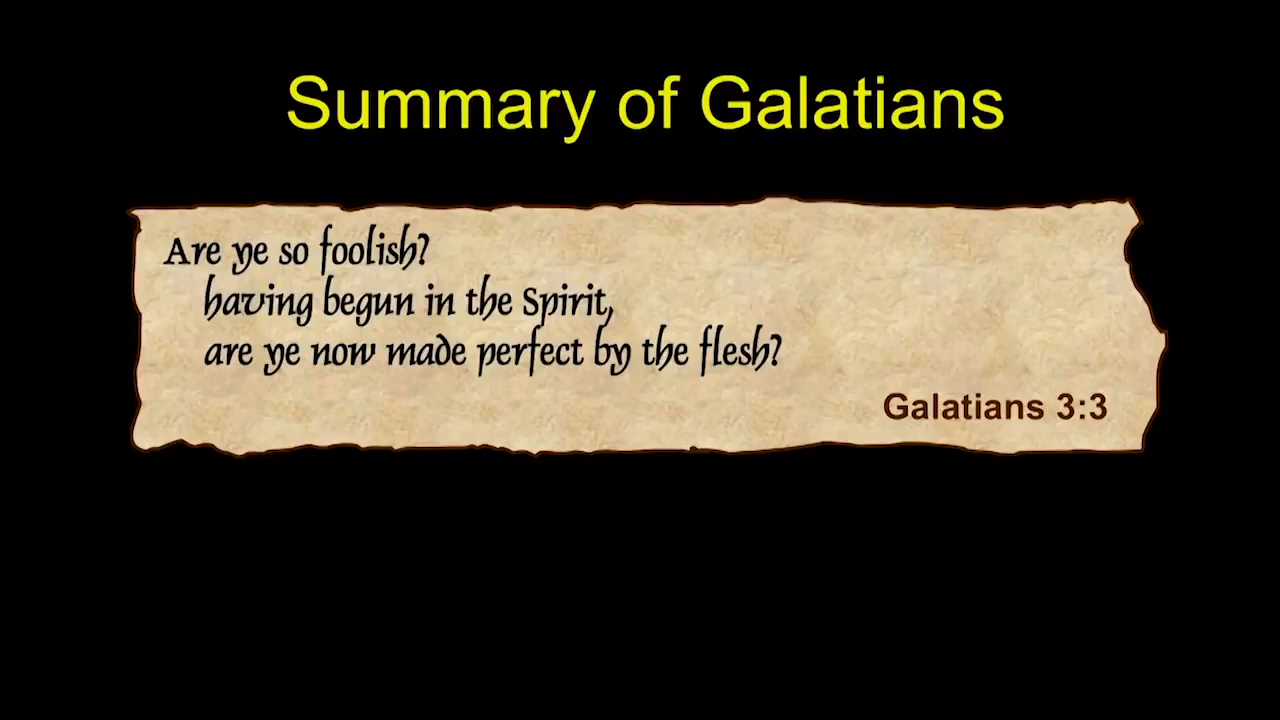 Summary of Galatians
Are ye so foolish?
having begun in the Spirit,
are ye now made perfect by the flesh?
Galatians 3:3